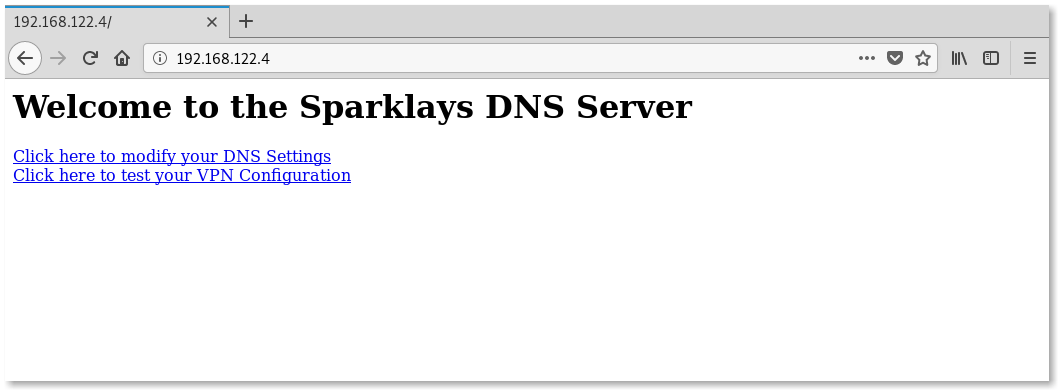 192.168.122.4/
192.168.122.4
Welcome to the Sparklays DNS Server
Click here to modify your DNS Settings
Click here to test your VPN Configuration